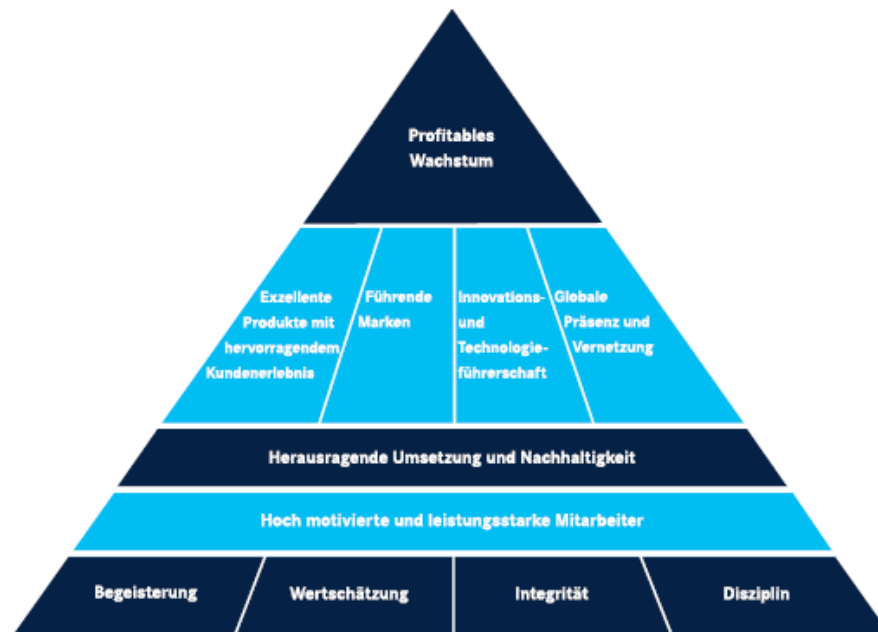 Profitables
Wachstum
Exzellente
Produkte mit
hervorragendem
Kundenerlebnis
Führende
Marken
Innovations-
und
Technologie-
führerschaft
Globale
Präsenz und
Vernetzung
Herausragende Umsetzung und Nachhaltigkeit
Hoch motivierte und leistungsstarke Mitarbeiter
Begeisterung
Wertschätzung
Integrität
Disziplin